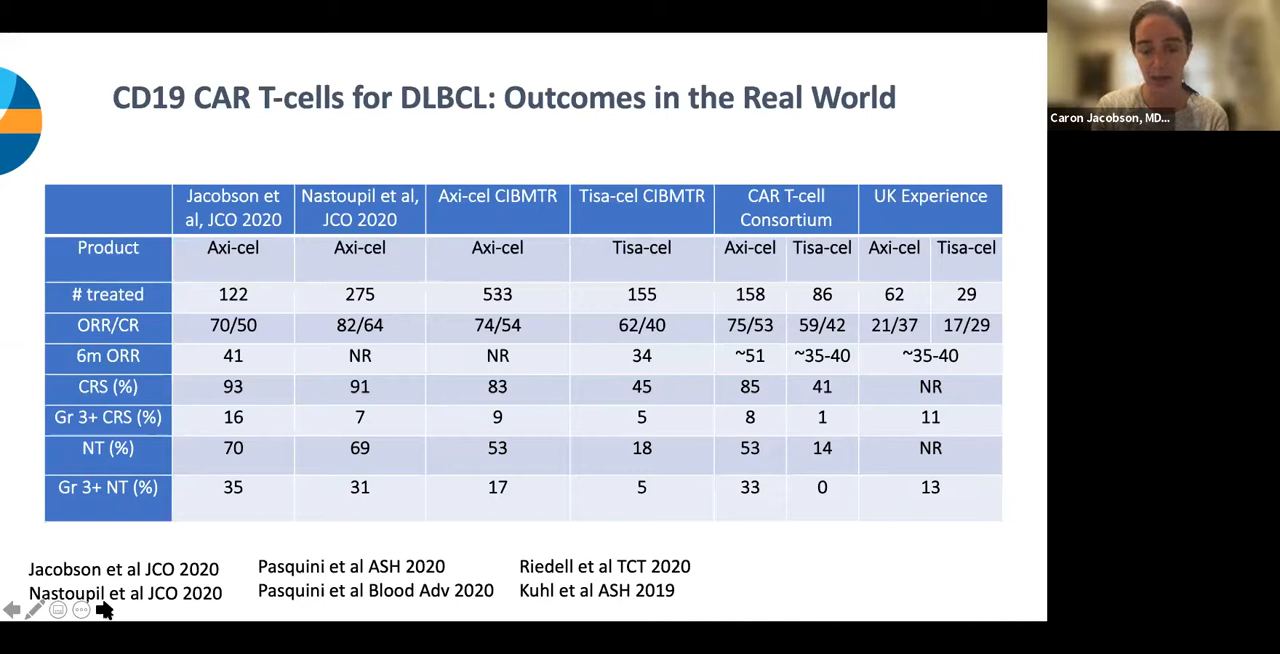 CD19 CAR T-cells for DLBCL: Outcomes in the Real World
Caron Jacobson, MD...
Jacobson et al, JCO 2020 Nastoupil et al, JCO 2020 Axi-cel CIBMTR Tisa-cel CIBMTR CAR T-cell Consortium UK Experience
Product Axi-cel Axi-cel Axi-cel Tisa-cel Axi-cel Tisa-cel Axi-cel Tisa-cel
# treated 122 275 533 155 158 86 62 29
ORR/CR 70/50 82/64 74/54 62/40 75/53 59/42 21/37 17/29
6m ORR 41 NR NR 34 ~51 ~35-40 ~35-40
CRS (%) 93 91 83 45 85 41 NR
Gr 3+ CRS (%) 16 7 9 5 8 1 11
NT (%) 70 69 53 18 53 14 NR
Gr 3+ NT (%) 35 31 17 5 33 0 13
Jacobson et al JCO 2020
Nastoupil et al JCO 2020
Pasquini et al ASH 2020
Pasquini et al Blood Adv 2020
Riedell et al TCT 2020
Kuhl et al ASH 2019